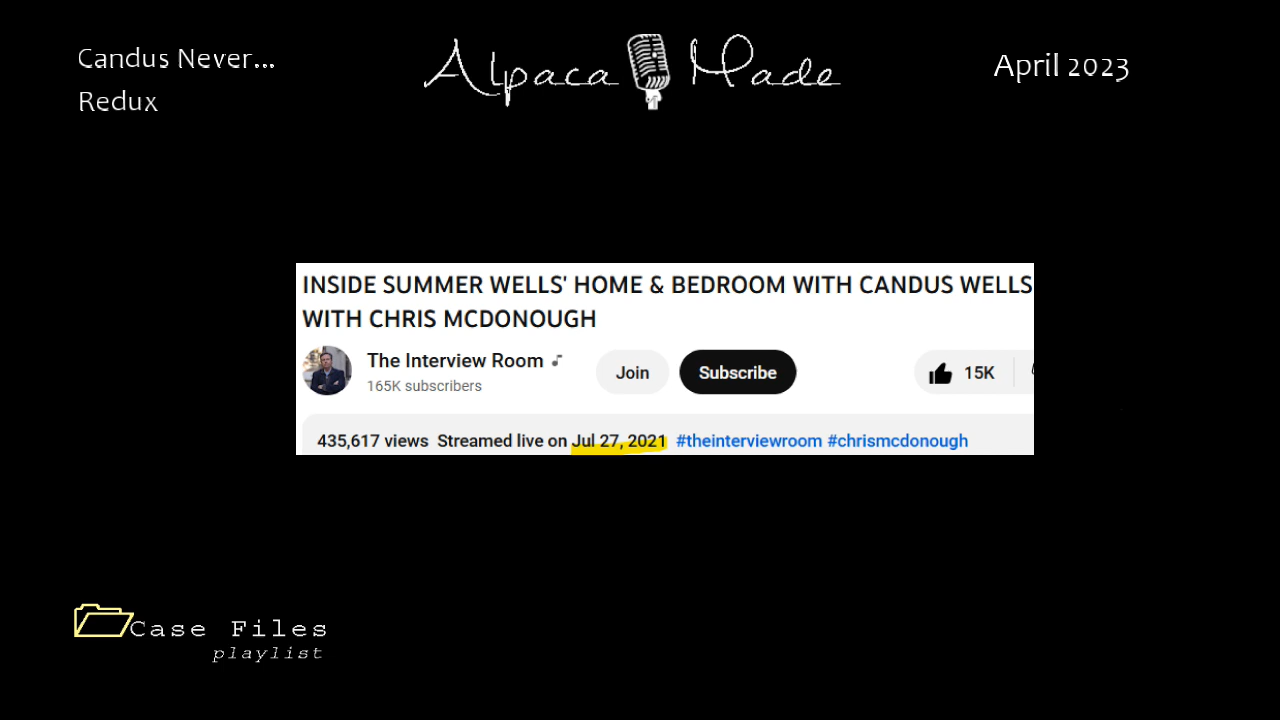 Candus Never...
Redux
Alpaca Made
April 2023
INSIDE SUMMER WELLS' HOME & BEDROOM WITH CANDUS WELLS
WITH CHRIS MCDONOUGH
The Interview Room
165K subscribers
Join
Subscribe
15K
435,617 views Streamed live on Jul 27, 2021 #theinterviewroom #chrismcdonough
Case Files
playlist